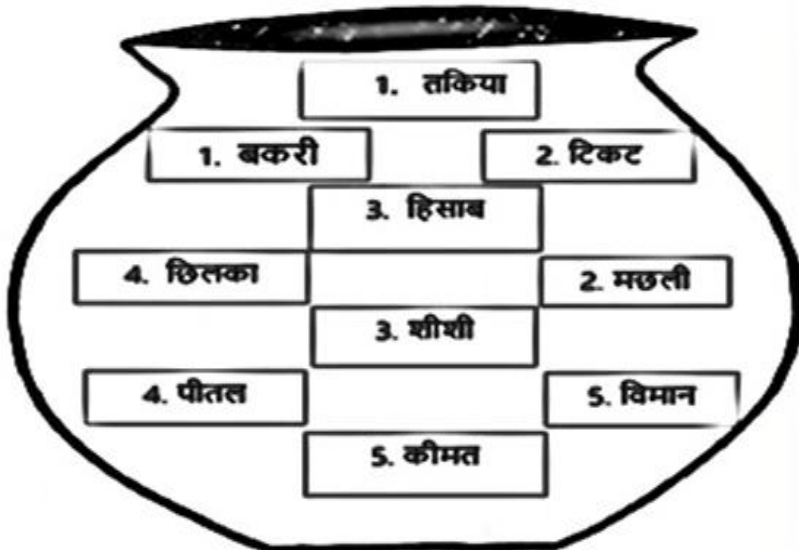 1. तकिया
1. बकरी
2. टिकट
3. हिसाब
4. छिलका
2. मछली
3. शीशी
4. पीतल
5. विमान
5. कीमत